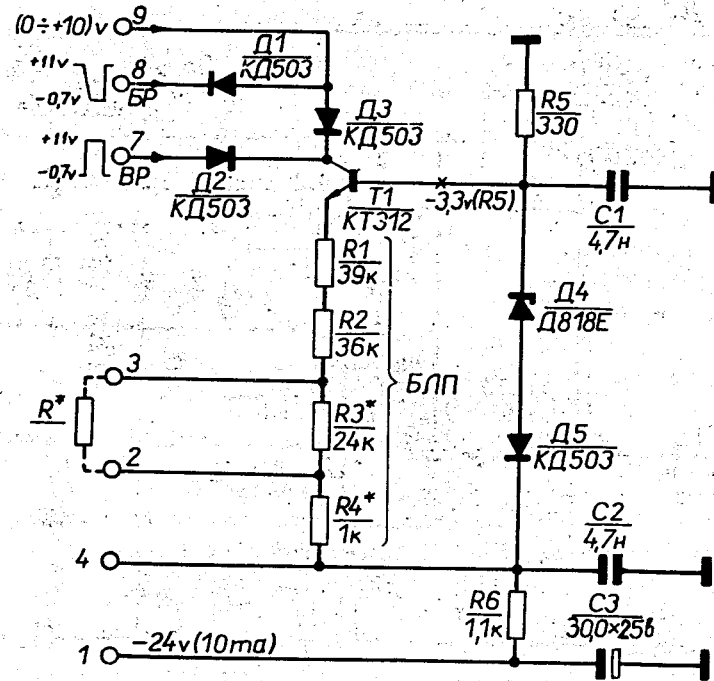 (0÷+10)v 9
+11v
-0,7v
8
БР
Д1
КД503
Д3
КД503
+11v
-0,7v
7
ВР
Д2
КД503
Т1
КТ312
-3,3v(R5)
R5
330
C1
4,7н
R1
39к
R2
36к
БЛП
Д4
Д818Е
3
R*
R3*
24к
2
Д5
КД503
R4*
1к
4
C2
4,7н
R6
1,1к
C3
30,0×25в
1
-24v(10ma)